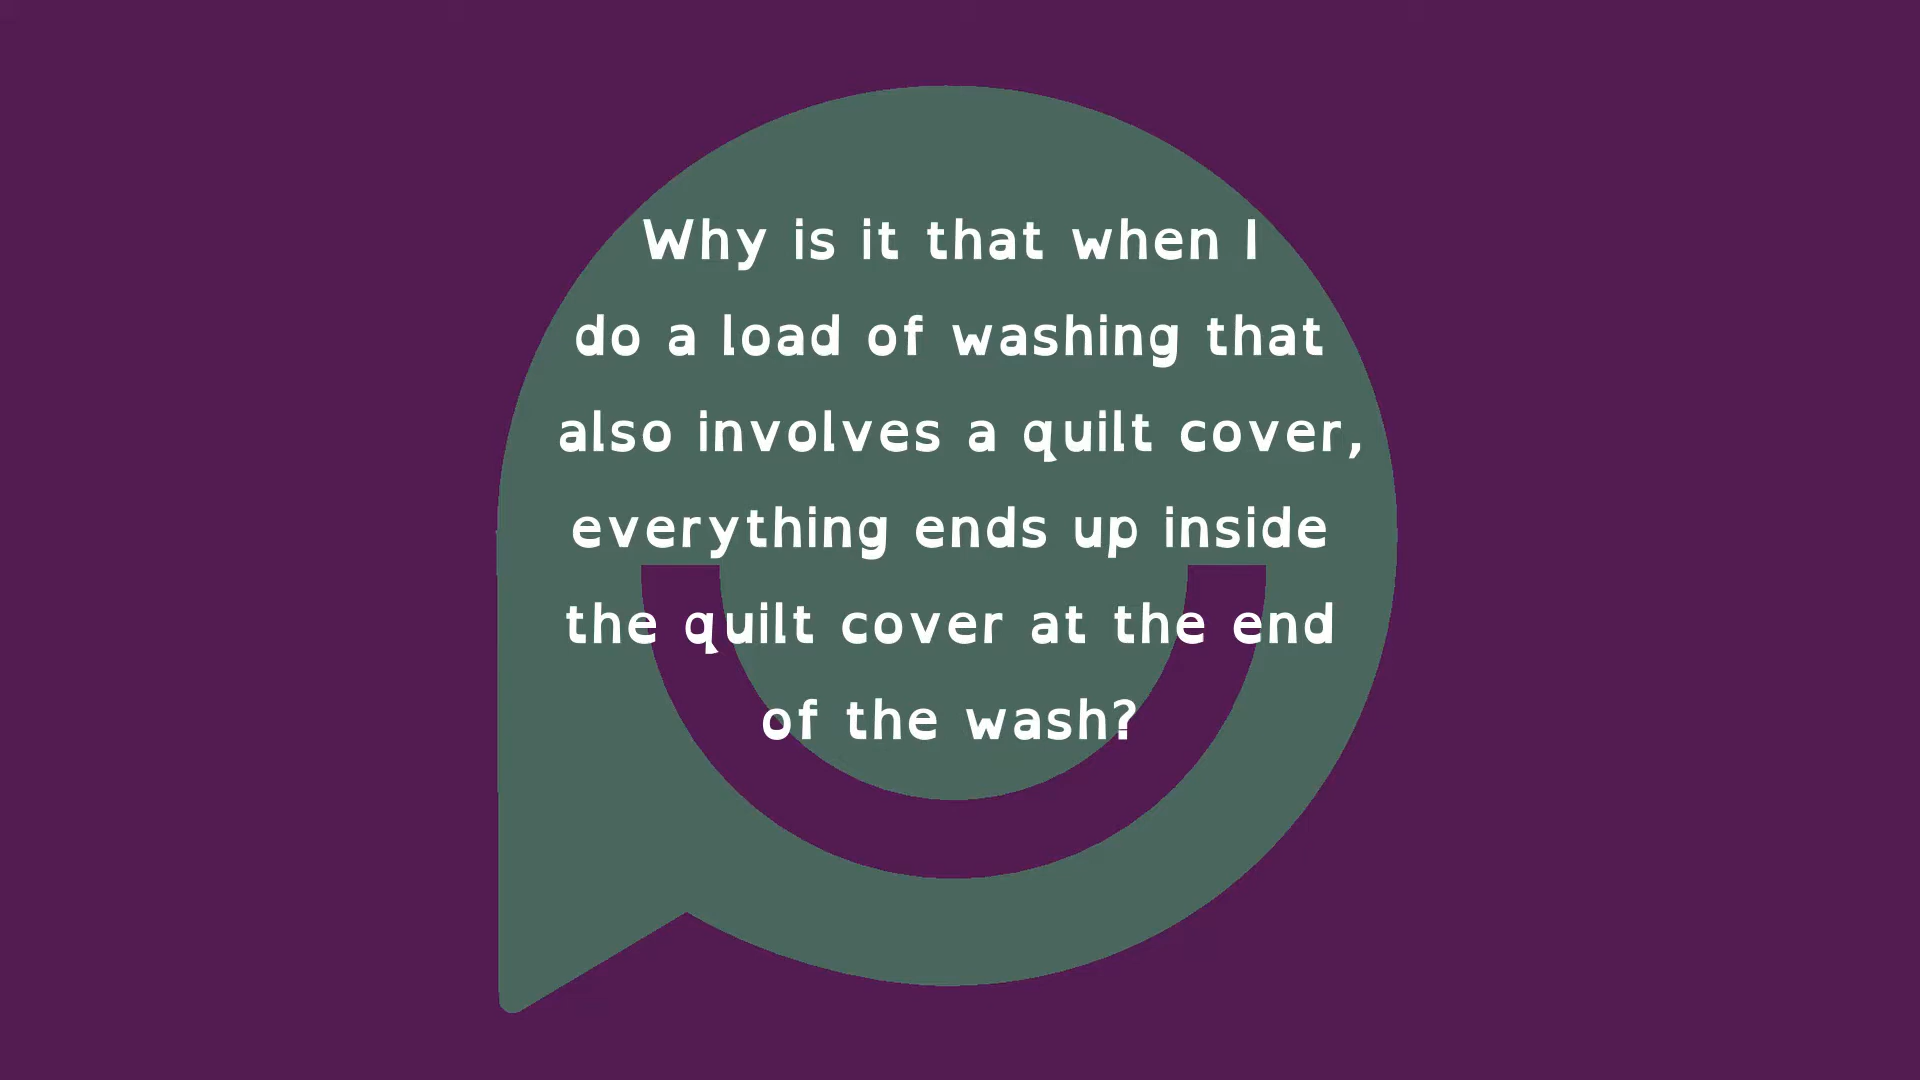 Why is it that when I
do a load of washing that
also involves a quilt cover,
everything ends up inside
the quilt cover at the end
of the wash?